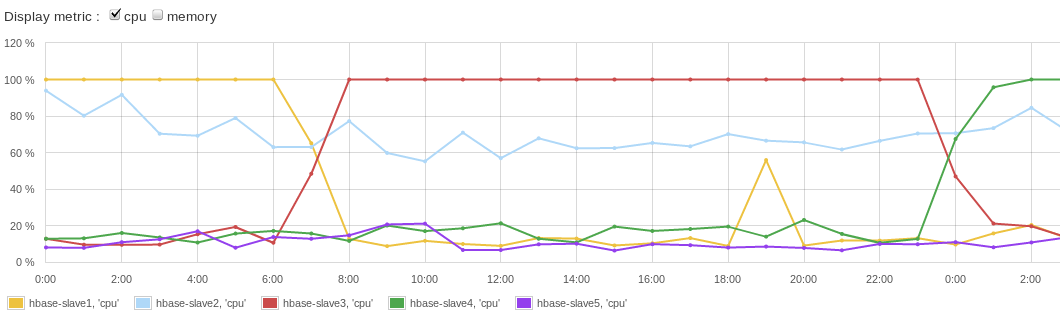 Display metric : cpu memory
120 %
100 %
80 %
60 %
40 %
20 %
0 %
0:00 2:00 4:00 6:00 8:00 10:00 12:00 14:00 16:00 18:00 20:00 22:00 0:00 2:00
hbase-slave1, 'cpu' hbase-slave2, 'cpu' hbase-slave3, 'cpu' hbase-slave4, 'cpu' hbase-slave5, 'cpu'